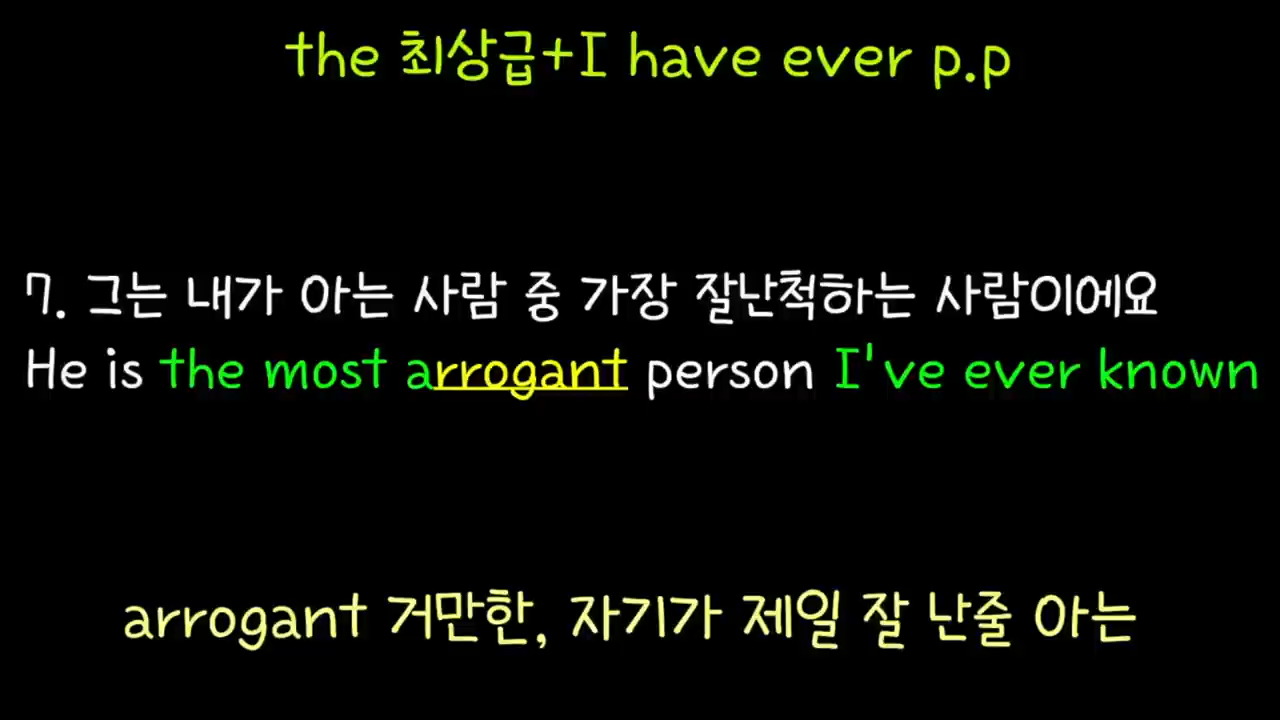 the 최상급+I have ever p.p
7. 그는 내가 아는 사람 중 가장 잘난척하는 사람이에요
He is the most arrogant person I've ever known
arrogant 거만한, 자기가 제일 잘 난줄 아는